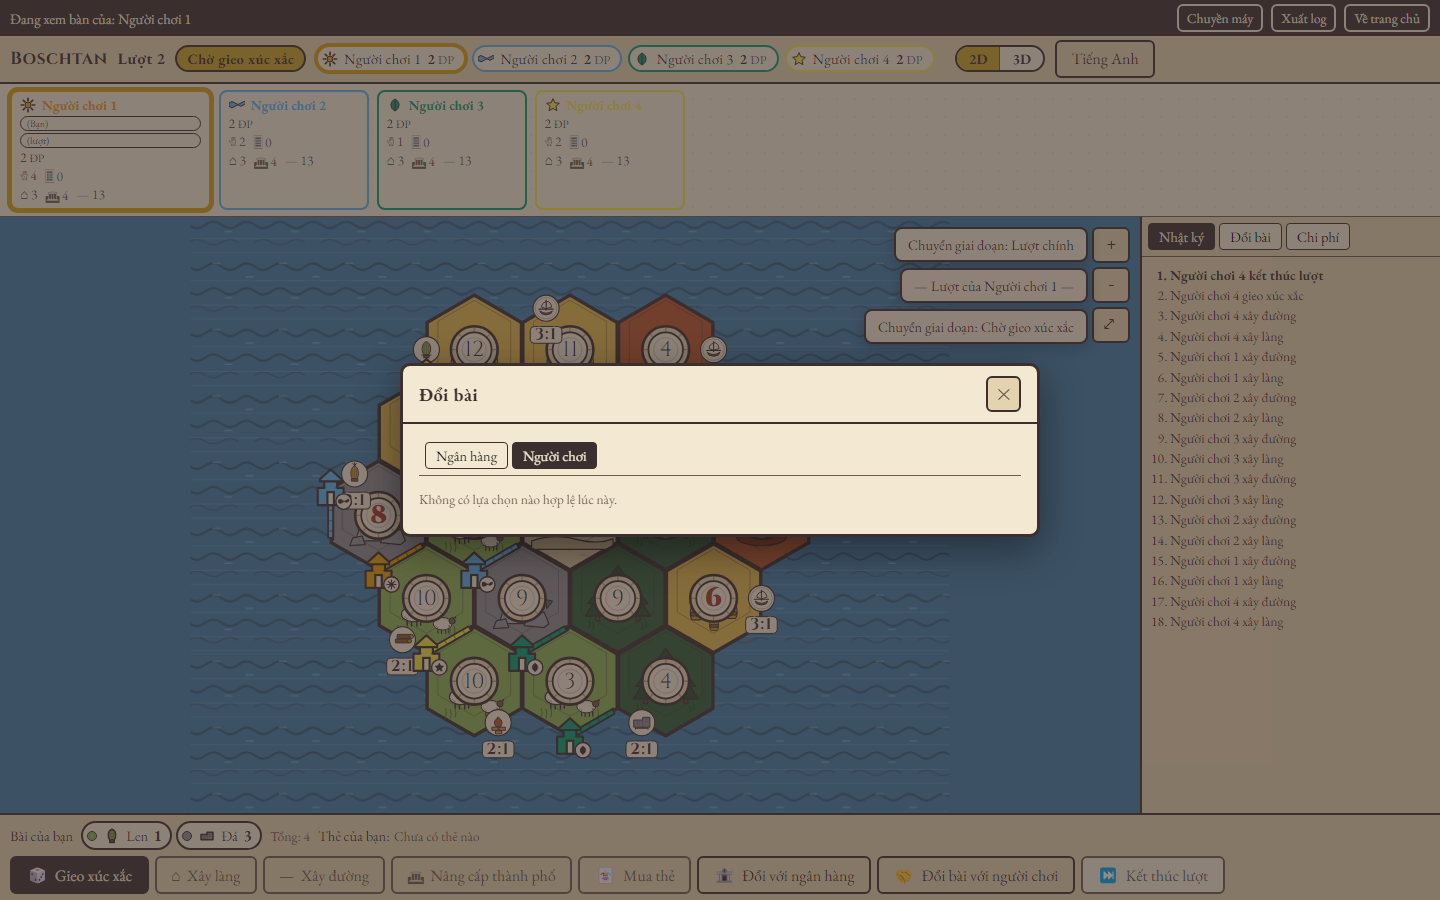 Đang xem bàn của: Người chơi 1
Chuyền máy
Xuất log
Về trang chủ
BOSCHTAN
Lượt 2
Chờ gieo xúc xắc
Người chơi 1 2 ĐP
Người chơi 2 2 ĐP
Người chơi 3 2 ĐP
Người chơi 4 2 ĐP
2D
3D
Tiếng Anh
Người chơi 1
(Bạn)
(lượt)
2 ĐP
4 0
3 4 — 13
Người chơi 2
2 ĐP
2 0
3 4 — 13
Người chơi 3
2 ĐP
1 0
3 4 — 13
Người chơi 4
2 ĐP
2 0
3 4 — 13
Chuyển giai đoạn: Lượt chính
+
— Lượt của Người chơi 1 —
-
Chuyển giai đoạn: Chờ gieo xúc xắc
Nhật ký
Đổi bài
Chi phí
1. Người chơi 4 kết thúc lượt
2. Người chơi 4 gieo xúc xắc
3. Người chơi 4 xây đường
4. Người chơi 4 xây làng
5. Người chơi 1 xây đường
6. Người chơi 1 xây làng
7. Người chơi 2 xây đường
8. Người chơi 2 xây làng
9. Người chơi 3 xây đường
10. Người chơi 3 xây làng
11. Người chơi 3 xây đường
12. Người chơi 3 xây làng
13. Người chơi 2 xây đường
14. Người chơi 2 xây làng
15. Người chơi 1 xây đường
16. Người chơi 1 xây làng
17. Người chơi 4 xây đường
18. Người chơi 4 xây làng
3:1
12
11
4
Đổi bài
Ngân hàng
Người chơi
Không có lựa chọn nào hợp lệ lúc này.
:1
8
10
9
9
6
3:1
2:1
10
3
4
2:1
2:1
Bài của bạn
Len 1
Đá 3
Tổng: 4
Thẻ của bạn: Chưa có thẻ nào
Gieo xúc xắc
Xây làng
— Xây đường
Nâng cấp thành phố
Mua thẻ
Đổi với ngân hàng
Đổi bài với người chơi
Kết thúc lượt